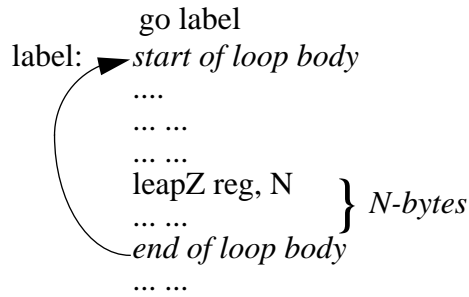 go label
label: start of loop body
....
... ...
... ...
leapZ reg, N
... ...
} N-bytes
end of loop body
... ...